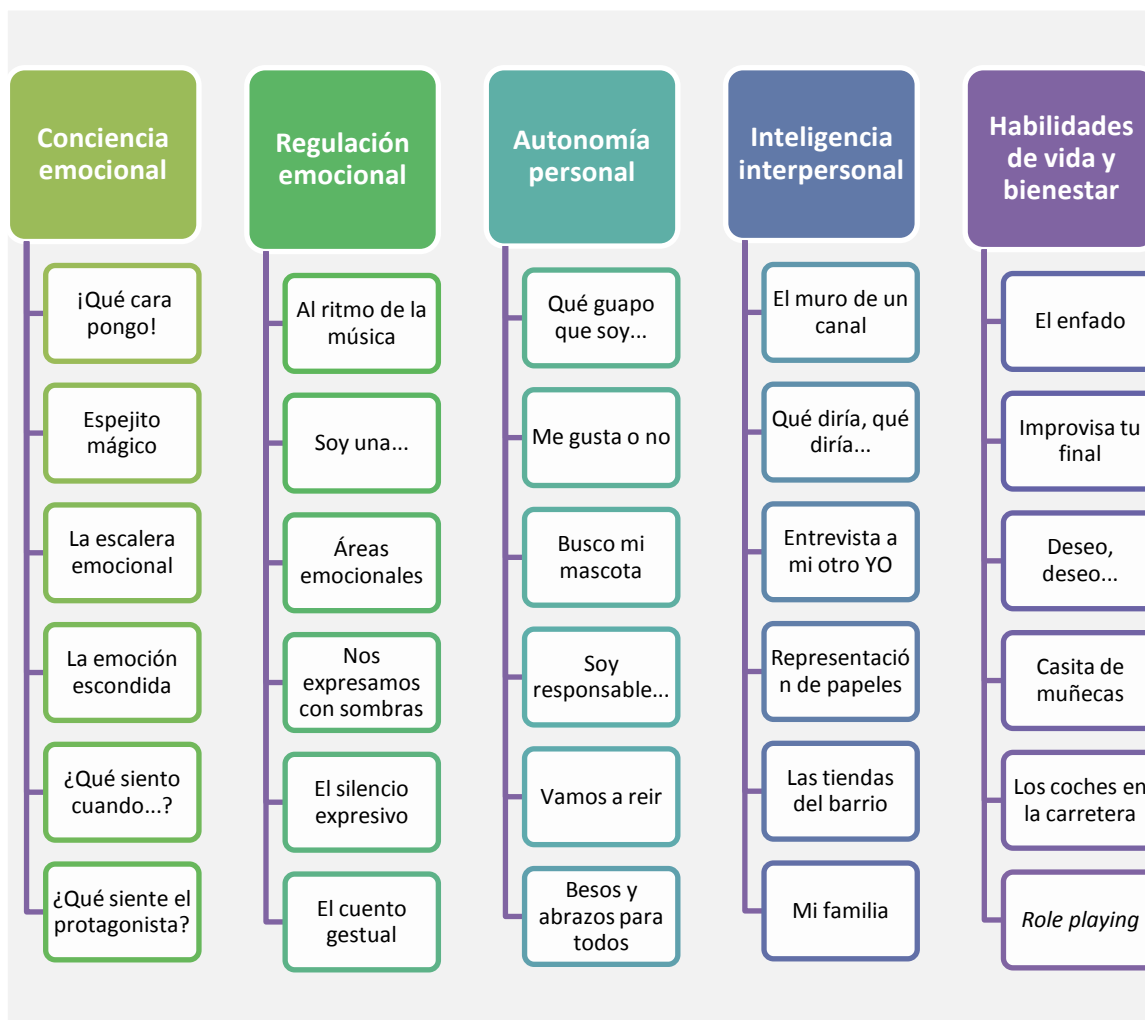 Conciencia
emocional
¡Qué cara
pongo!
Espejito
mágico
La escalera
emocional
La emoción
escondida
¿Qué siento
cuando...?
¿Qué siente el
protagonista?
Regulación
emocional
Al ritmo de la
música
Soy una...
Áreas
emocionales
Nos
expresamos
con sombras
El silencio
expresivo
El cuento
gestual
Autonomía
personal
Qué guapo
que soy...
Me gusta o no
Busco mi
mascota
Soy
responsable...
Vamos a reir
Besos y
abrazos para
todos
Inteligencia
interpersonal
El muro de un
canal
Qué diría, qué
diría...
Entrevista a
mi otro YO
Representació
n de papeles
Las tiendas
del barrio
Mi familia
Habilidades
de vida y
bienestar
El enfado
Improvisa tu
final
Deseo,
deseo...
Casita de
muñecas
Los coches en
la carretera
Role playing